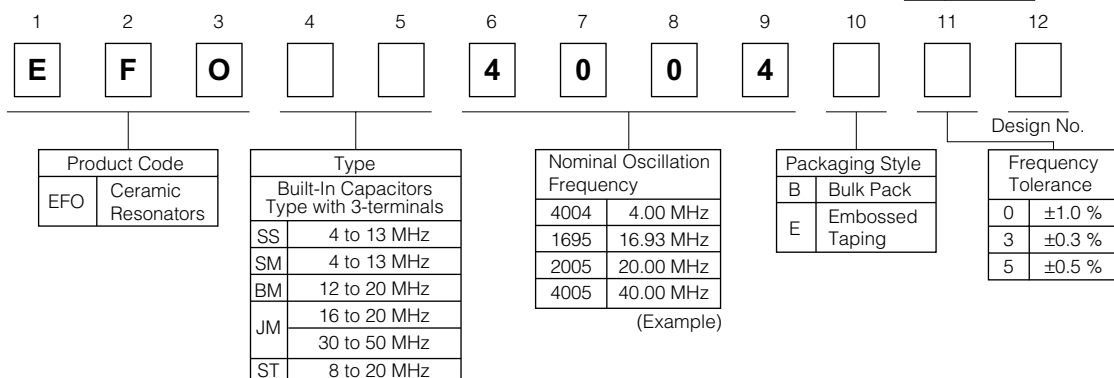 1 2 3 4 5 6 7 8 9 10 11 12
E F O 4 0 0 4
Design No.
Product Code
EFO Ceramic
Resonators
Type
Built-In Capacitors
Type with 3-terminals
SS 4 to 13 MHz
SM 4 to 13 MHz
BM 12 to 20 MHz
JM 16 to 20 MHz
30 to 50 MHz
ST 8 to 20 MHz
Nominal Oscillation
Frequency
4004 4.00 MHz
1695 16.93 MHz
2005 20.00 MHz
4005 40.00 MHz
(Example)
Packaging Style
B Bulk Pack
E Embossed
Taping
Frequency
Tolerance
0 ±1.0 %
3 ±0.3 %
5 ±0.5 %